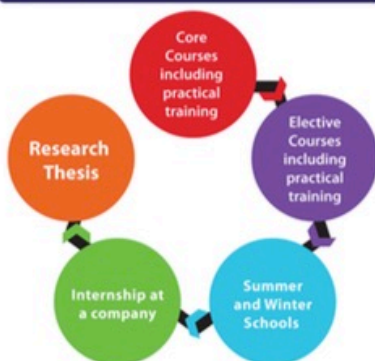 Core
Courses
including
practical
training
Elective
Courses
including
practical
training
Summer
and Winter
Schools
Internship at
a company
Research
Thesis